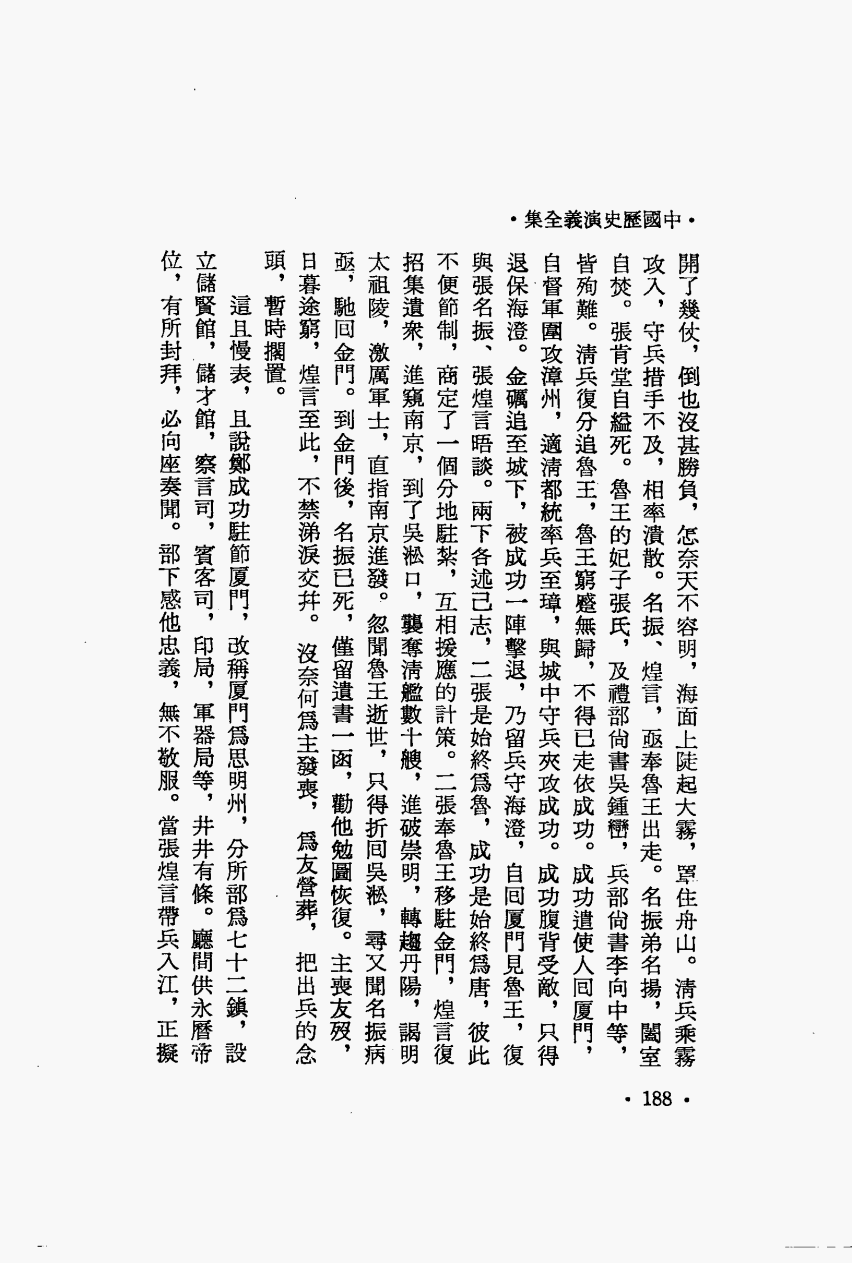 ·中國歷史演義全集·
開了幾仗，倒也沒甚勝負，怎奈天不容明，海面上陡起大霧，罩住舟山。清兵乘霧
攻入，守兵措手不及，相率潰散。名振、煌言，亟奉魯王出走。名振弟名揚，闔室
自焚。張肯堂自縊死。魯王的妃子張氏，及禮部尚書吳鍾巒，兵部尚書李向中等，
皆殉難。清兵復分追魯王，魯王窮蹙無歸，不得已走依成功。成功遣使人回厦門，
自督軍圍攻漳州，適清都統率兵至璋，與城中守兵夾攻成功。成功腹背受敵，只得
退保海澄。金礪追至城下，被成功一陣擊退，乃留兵守海澄，自回厦門見魯王，復
與張名振、張煌言晤談。兩下各述己志，二張是始終爲魯，成功是始終爲唐，彼此
不便節制，商定了一個分地駐紮，互相援應的計策。二張奉魯王移駐金門，煌言復
招集遺衆，進窺南京，到了吳淞口，襲奪清艦數十艘，進破崇明，轉趨丹陽，謁明
太祖陵，激厲軍士，直指南京進發。忽聞魯王逝世，只得折回吳淞，尋又聞名振病
亟，馳回金門。到金門後，名振已死，僅留遺書一函，勸他勉圖恢復。主喪友歿，
日暮途窮，煌言至此，不禁涕淚交幷。沒奈何爲主發喪，爲友營葬，把出兵的念
頭，暫時擱置。
這且慢表，且說鄭成功駐節厦門，改稱厦門爲思明州，分所部爲七十二鎮，設
立儲賢館，儲才館，察言司，賓客司，印局，軍器局等，井井有條。廳間供永曆帝
位，有所封拜，必向座奏聞。部下感他忠義，無不敬服。當張煌言帶兵入江，正擬
·188·